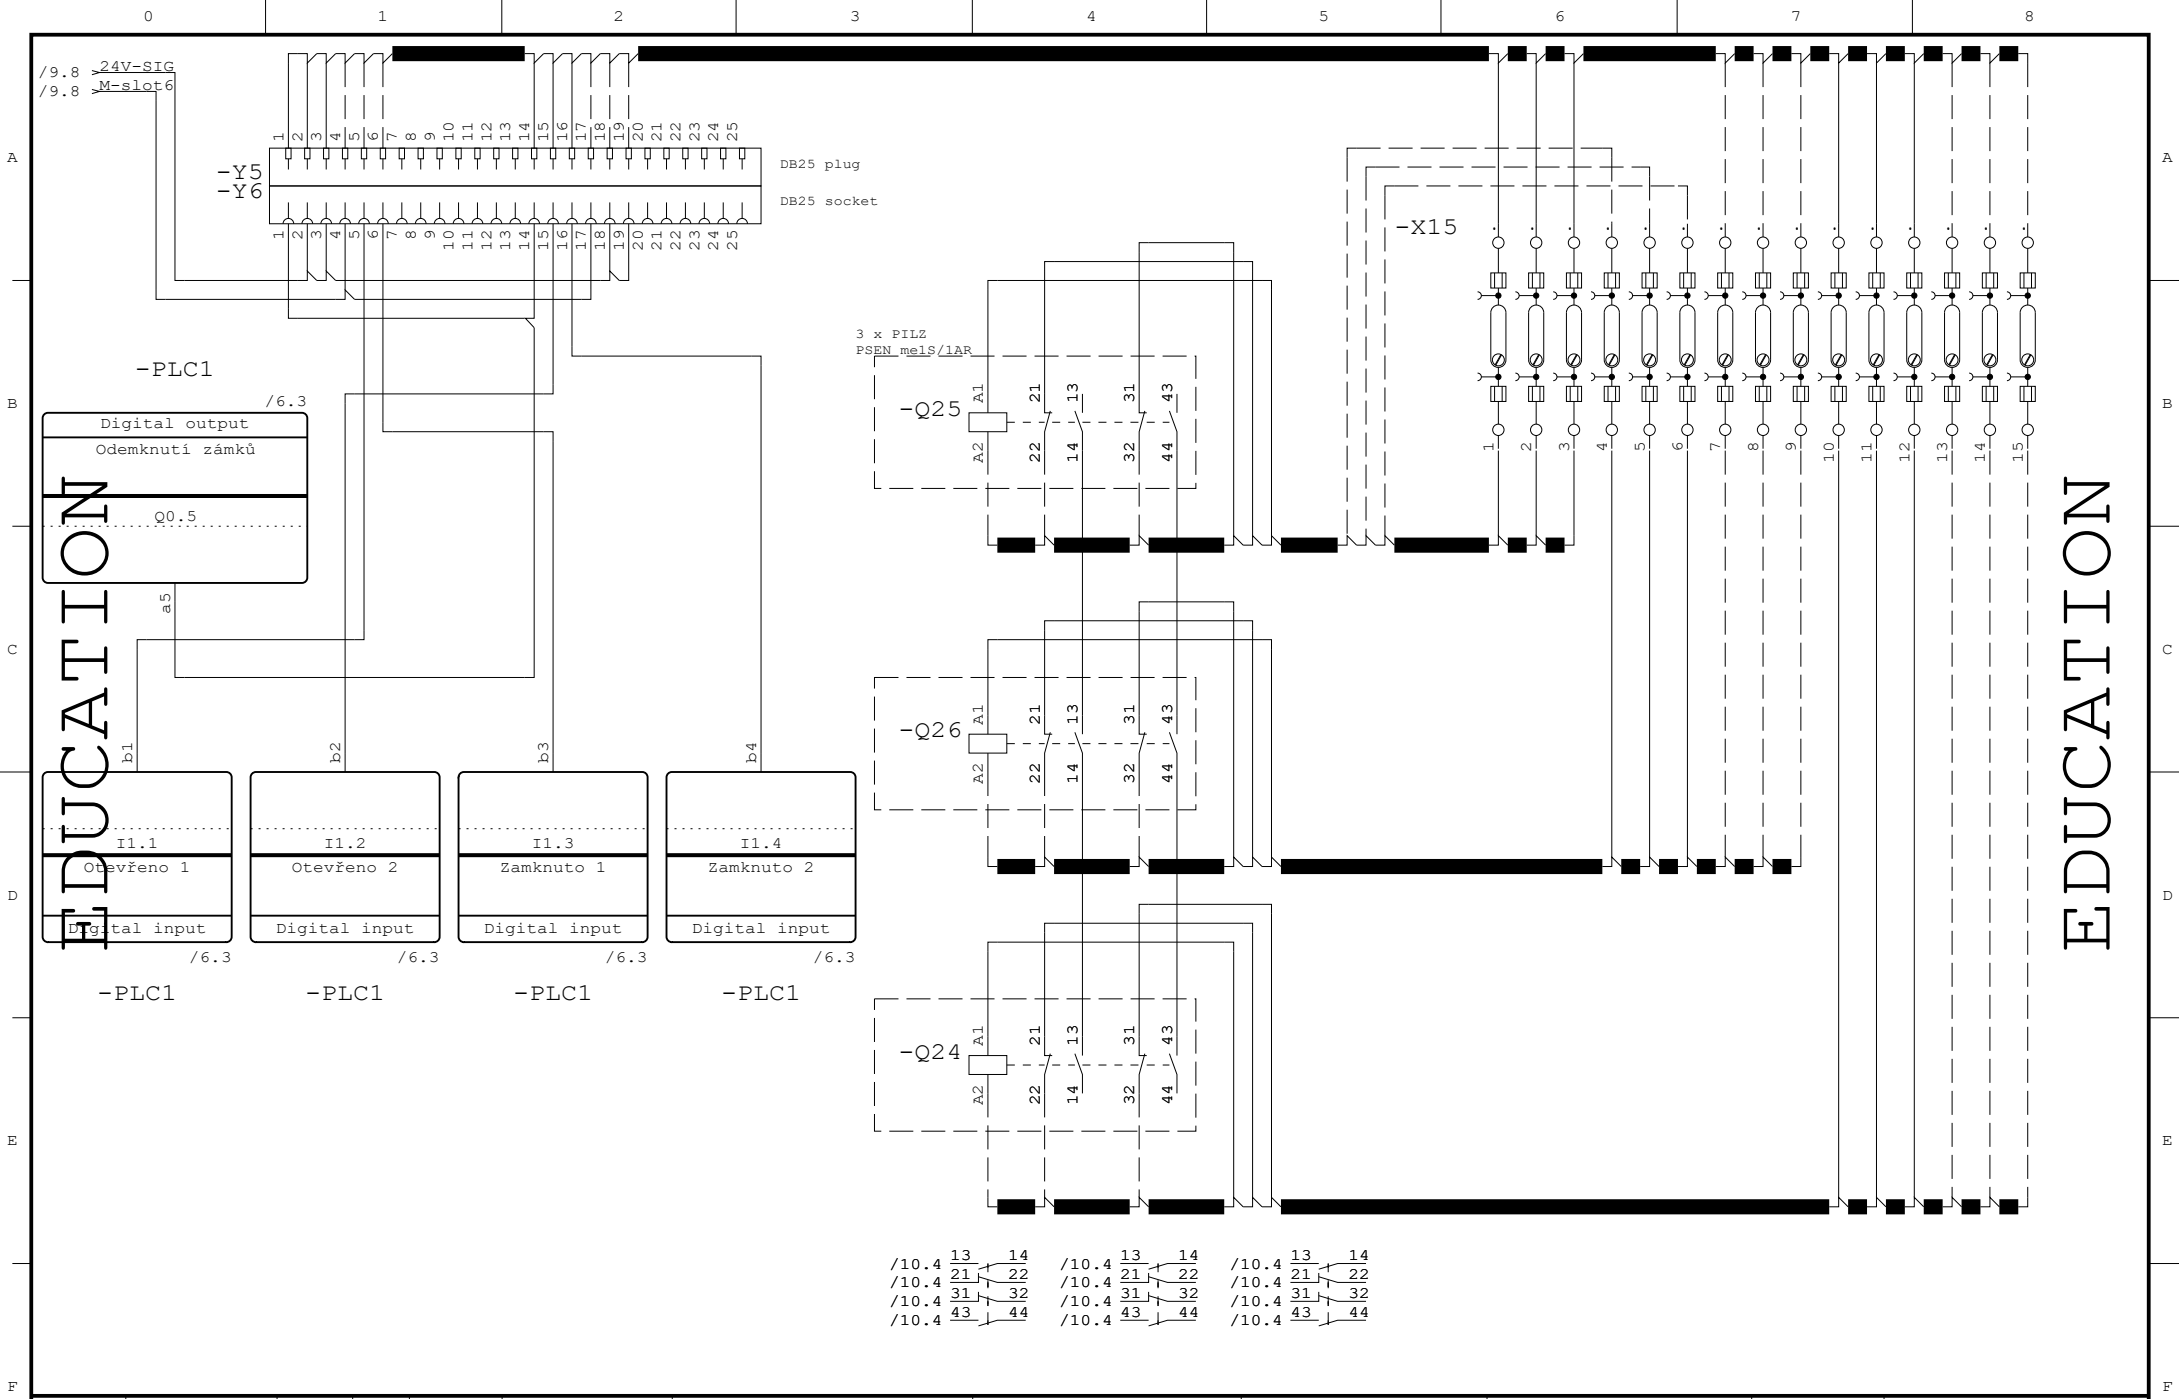 0 1 2 3 4 5 6 7 8
/9.8 24V-SIG
/9.8 M-slot6
1 2 3 4 5 6 7 8 9 10 11 12 13 14 15 16 17 18 19 20 21 22 23 24 25
A A
-Y5 DB25 plug
-Y6 DB25 socket
1 2 3 4 5 6 7 8 9 10 11 12 13 14 15 16 17 18 19 20 21 22 23 24 25
-X15
3 x PILZ
PSEN me1S/1AR
-PLC1
/6.3
B B
Digital output
Odemknutí zámků
Q0.5
a5
-Q25 A1 21 13 31 43
A2 22 14 32 44
1 2 3 4 5 6 7 8 9 10 11 12 13 14 15
EDUCATION
EDUCATION
C C
-Q26 A1 21 13 31 43
A2 22 14 32 44
b1 b2 b3 b4
I1.1 I1.2 I1.3 I1.4
Otevřeno 1 Otevřeno 2 Zamknuto 1 Zamknuto 2
D D
Digital input Digital input Digital input Digital input
/6.3 /6.3 /6.3 /6.3
-PLC1 -PLC1 -PLC1 -PLC1
-Q24 A1 21 13 31 43
A2 22 14 32 44
E E
/10.4 13 14 /10.4 13 14 /10.4 13 14
/10.4 21 22 /10.4 21 22 /10.4 21 22
/10.4 31 32 /10.4 31 32 /10.4 31 32
/10.4 43 44 /10.4 43 44 /10.4 43 44
F F